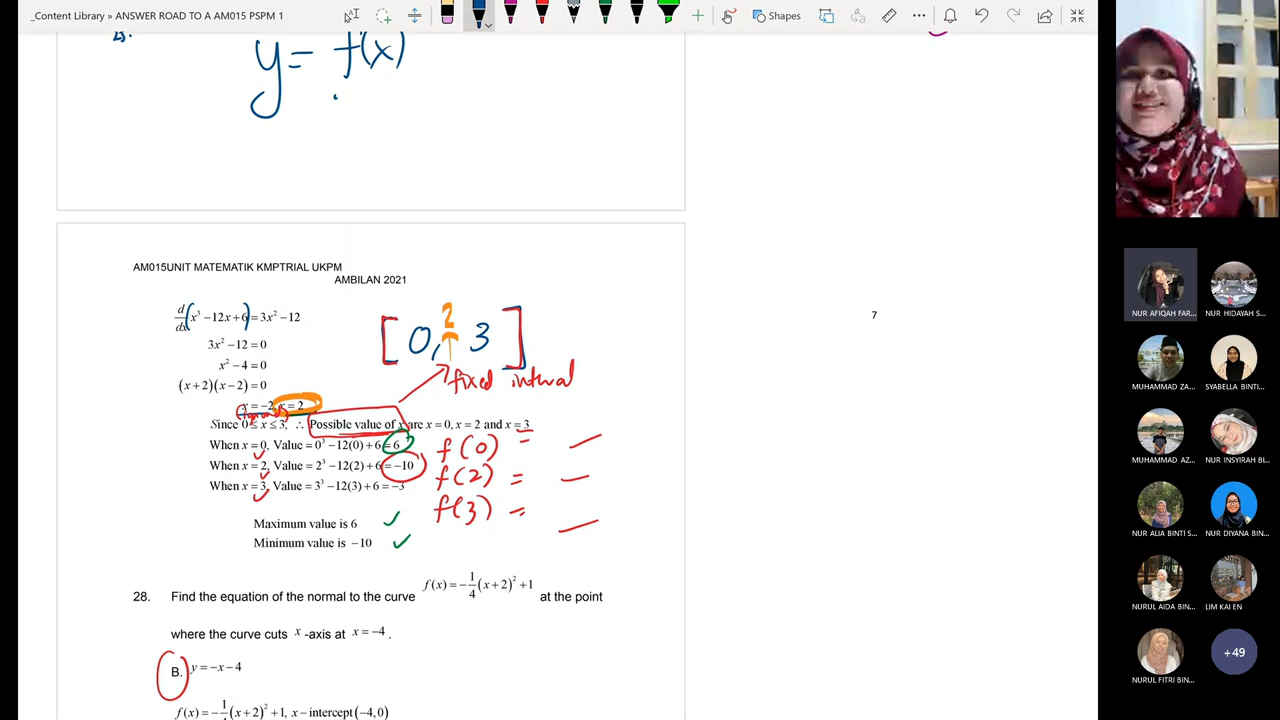 _Content Library » ANSWER ROAD TO A AM015 PSPM 1
Shapes
y = f(x)
AM015UNIT MATEMATIK KMPTRIAL UKPM
AMBILAN 2021
d/dx (x³ −12x+6) = 3x² −12
3x² −12 = 0
x² −4 = 0
(x+2)(x−2) = 0
x = −2, x = 2
[ 0, 2 3 ]
fixed interval
Since 0 ≤ x ≤ 3, ∴ Possible value of x are x = 0, x = 2 and x = 3
When x = 0, Value = 0³ −12(0)+6 = 6
f(0) =
When x = 2, Value = 2³ −12(2)+6 = −10
f(2) =
When x = 3, Value = 3³ −12(3)+6 = −3
f(3) =
Maximum value is 6
Minimum value is −10
28. Find the equation of the normal to the curve f(x) = −1/4 (x+2)² +1 at the point
where the curve cuts x -axis at x = −4 .
B. y = −x − 4
f(x) = −1/4 (x+2)² +1, x − intercept (−4,0)
7
NUR AFIQAH FAR...
NUR HIDAYAH S...
MUHAMMAD ZA...
SYABELLA BINTI...
MUHAMMAD AZ...
NUR INSYIRAH BI...
NUR ALIA BINTI S...
NUR DIYANA BIN...
NURUL AIDA BIN...
LIM KAI EN
NURUL FITRI BIN...
+49